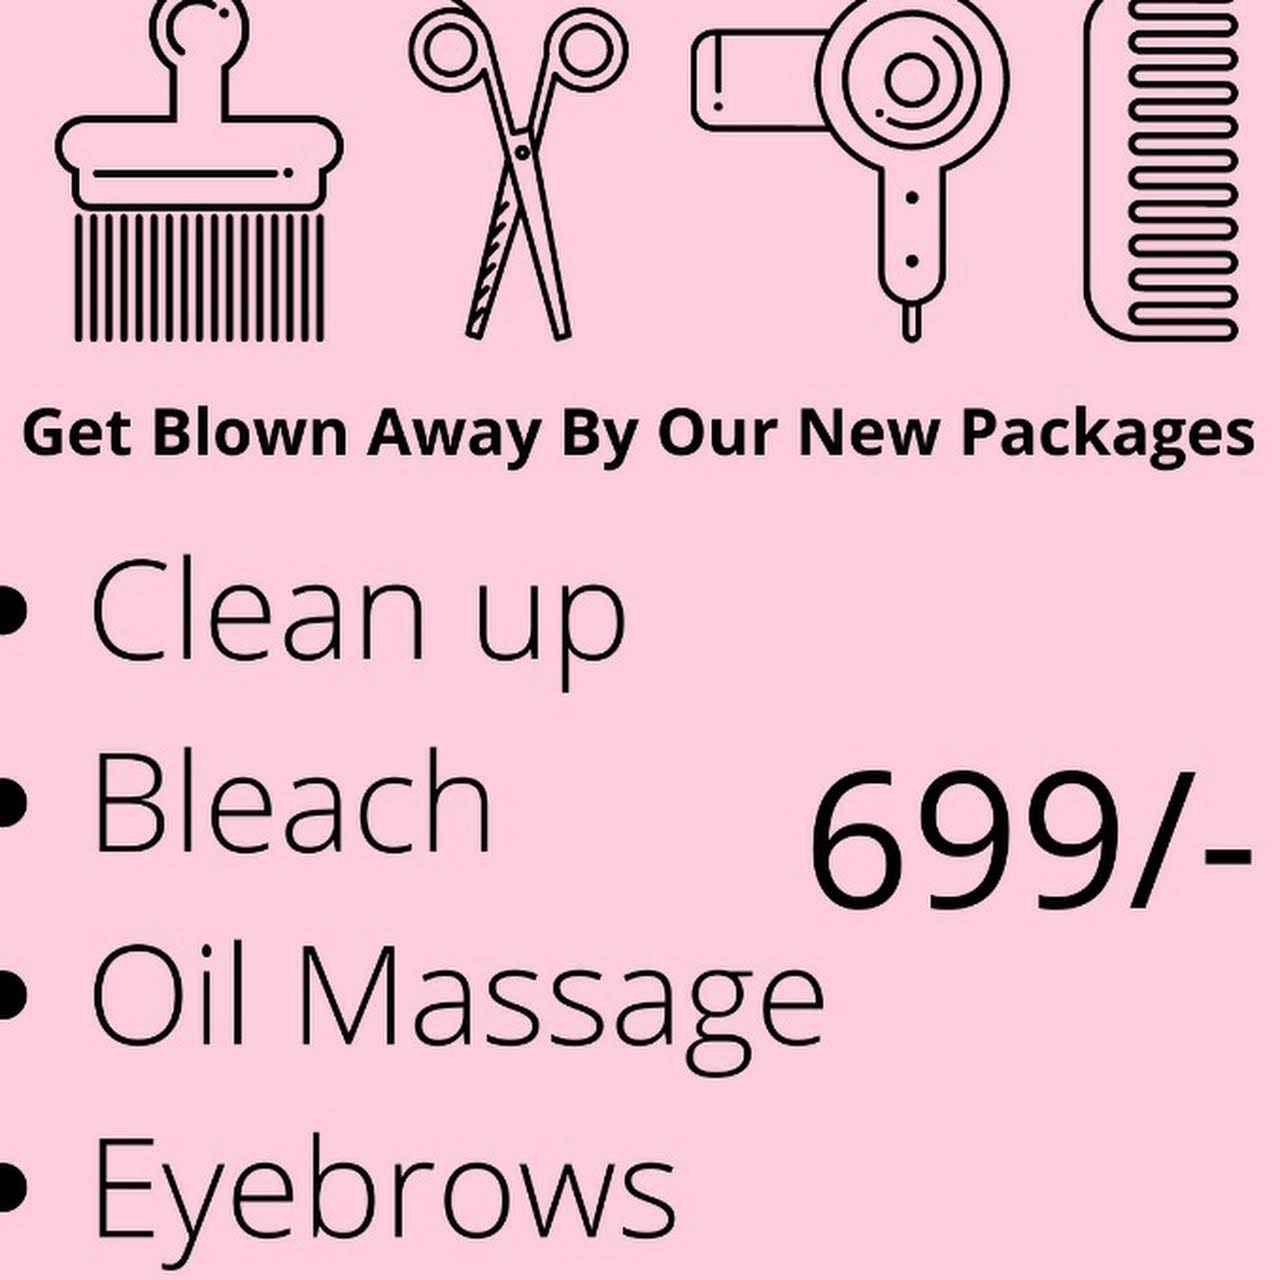 Get Blown Away By Our New Packages
• Clean up
• Bleach
699/-
• Oil Massage
• Eyebrows